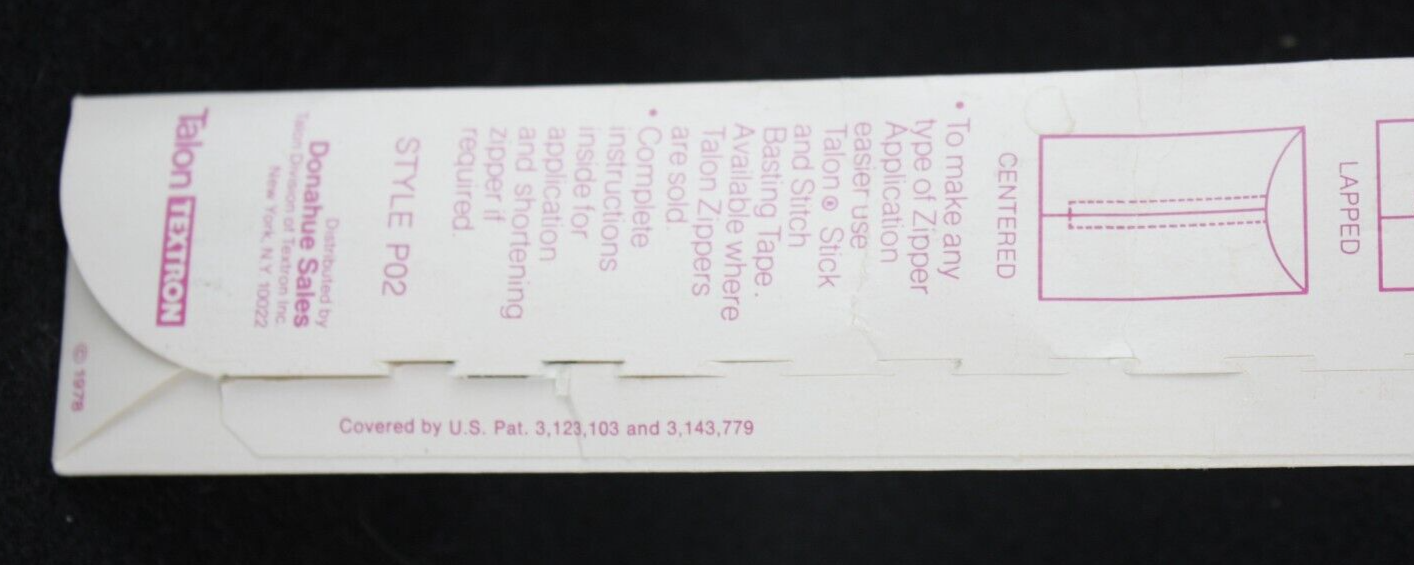 LAPPED
CENTERED
• To make any
type of Zipper
Application
easier use
Talon® Stick
and Stitch
Basting Tape.
Available where
Talon Zippers
are sold.
• Complete
instructions
inside for
application
and shortening
zipper if
required.
STYLE P02
Distributed by
Donahue Sales
Talon Division of Textron Inc.
New York, N.Y. 10022
Talon TEXTRON
© 1978
Covered by U.S. Pat. 3,123,103 and 3,143,779